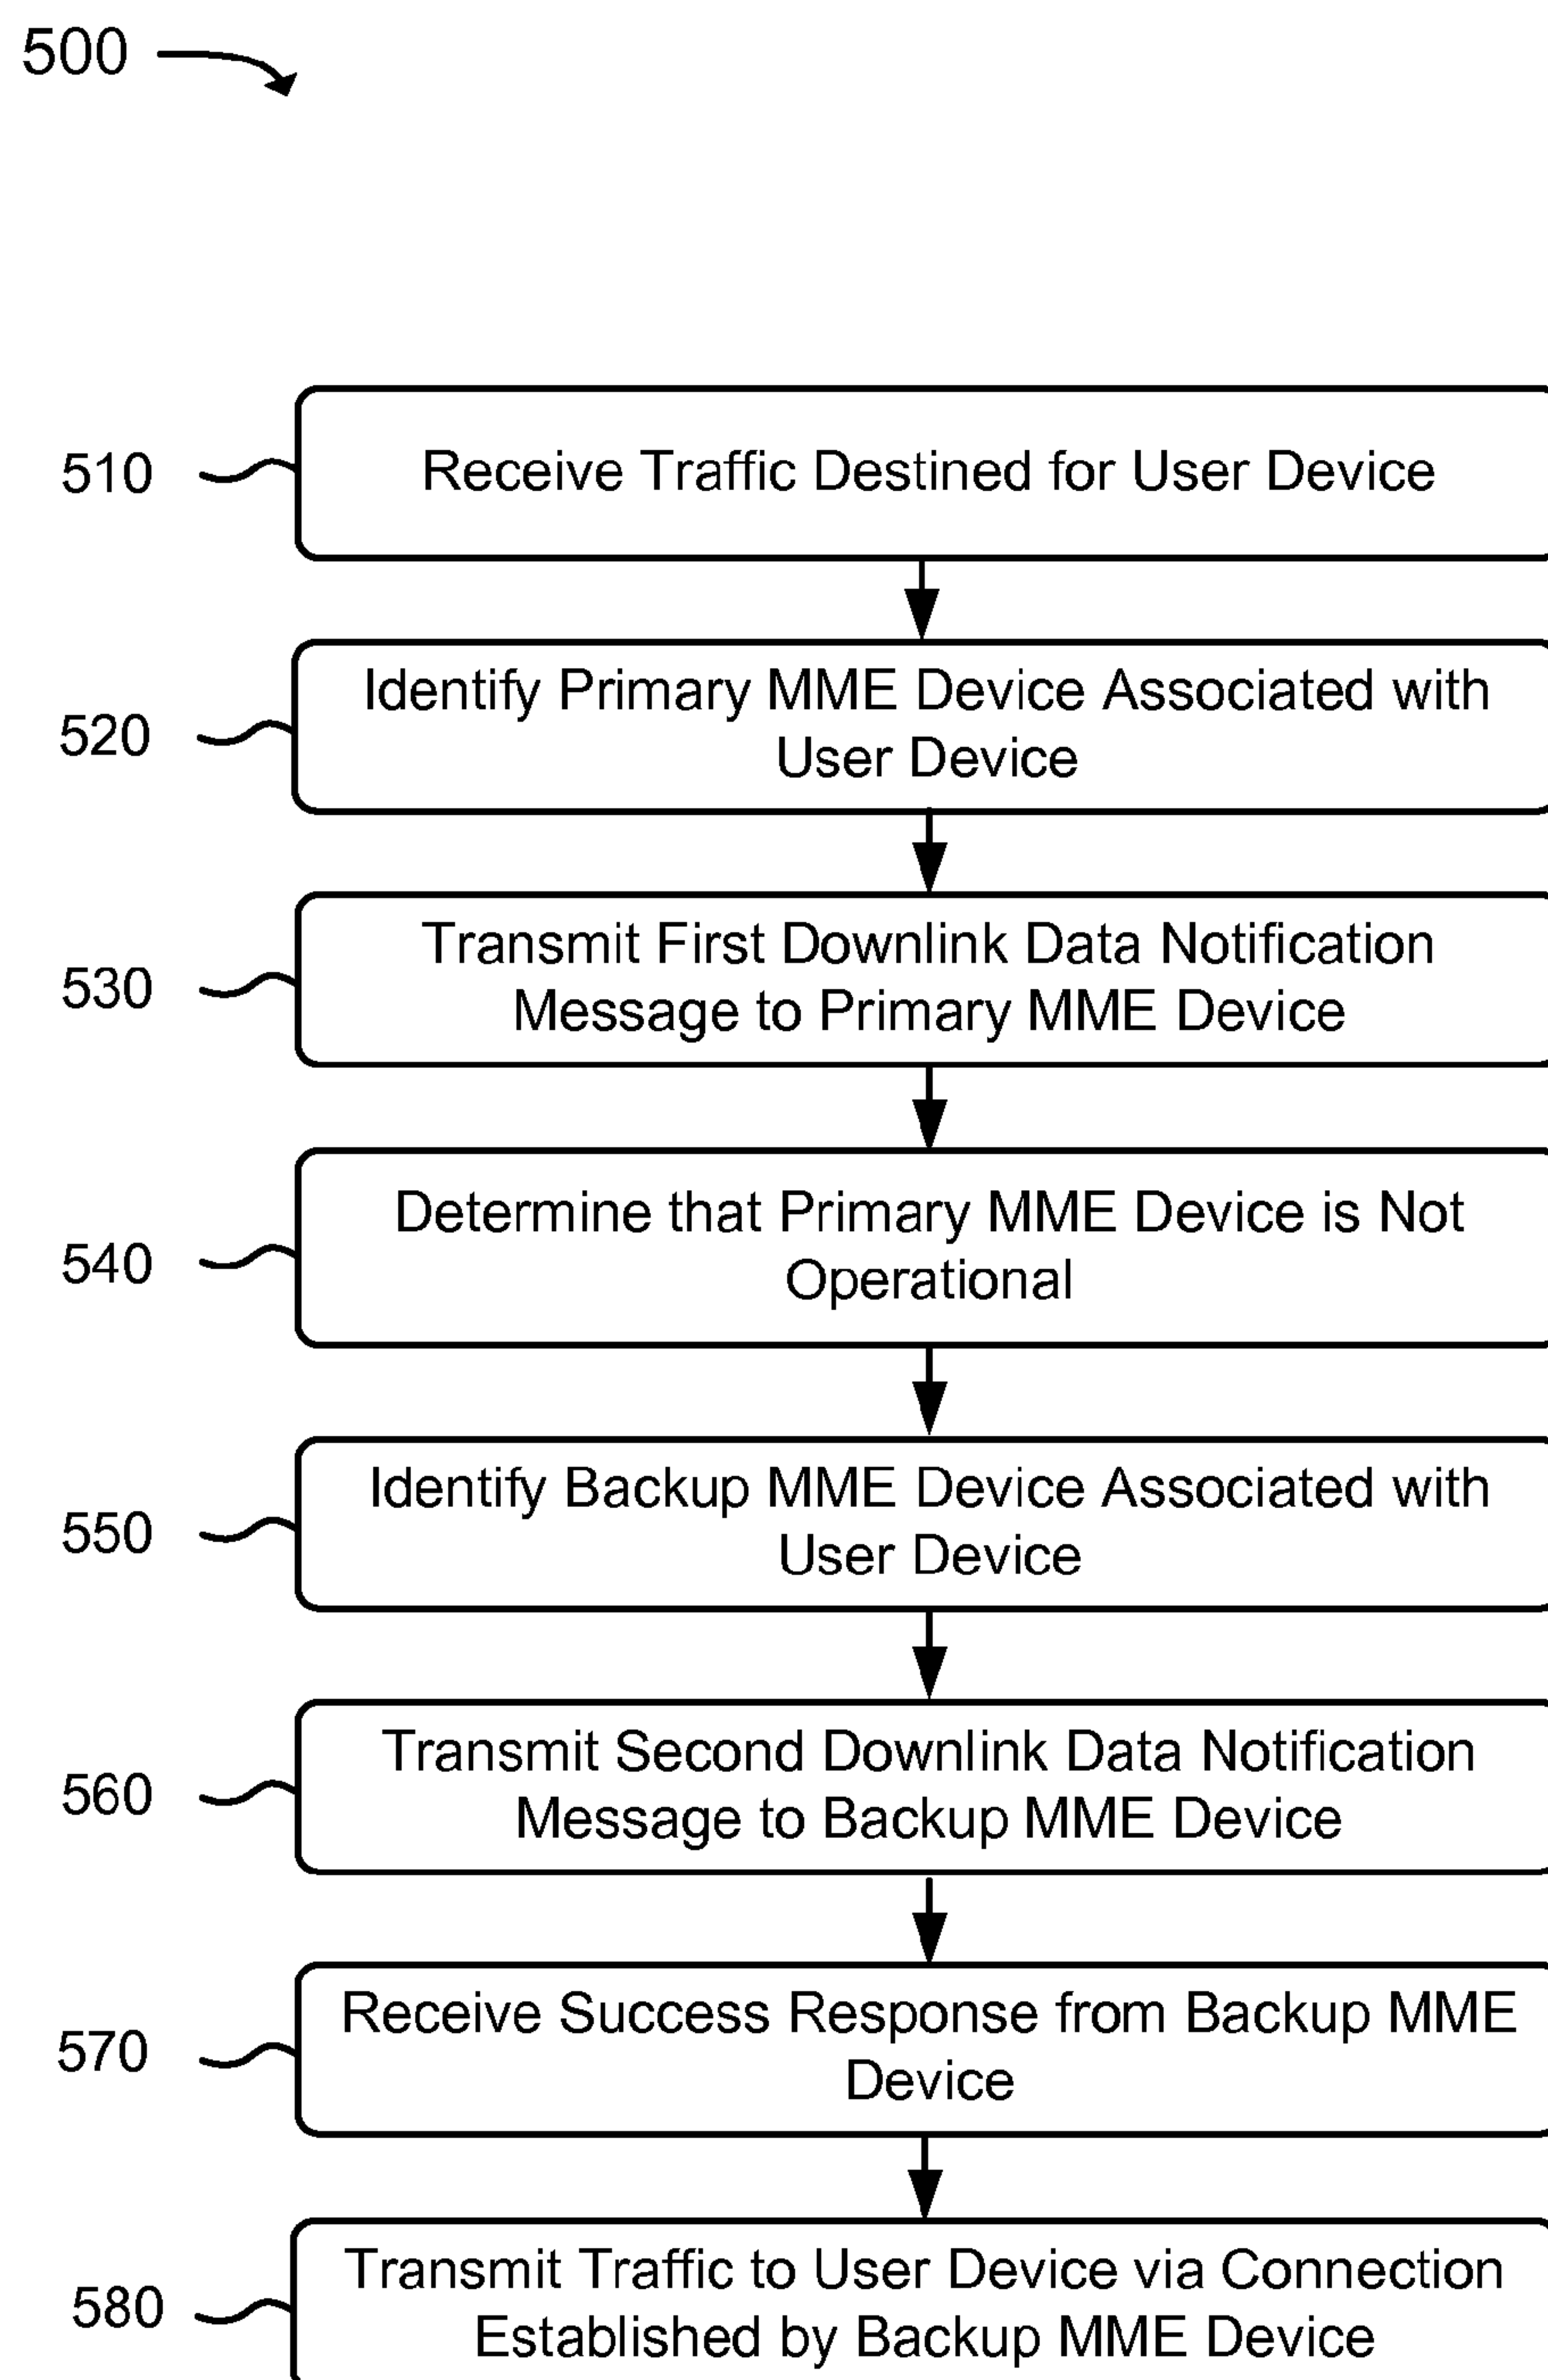 500
510
Receive Traffic Destined for User Device
520
Identify Primary MME Device Associated with
User Device
530
Transmit First Downlink Data Notification
Message to Primary MME Device
540
Determine that Primary MME Device is Not
Operational
550
Identify Backup MME Device Associated with
User Device
560
Transmit Second Downlink Data Notification
Message to Backup MME Device
570
Receive Success Response from Backup MME
Device
580
Transmit Traffic to User Device via Connection
Established by Backup MME Device